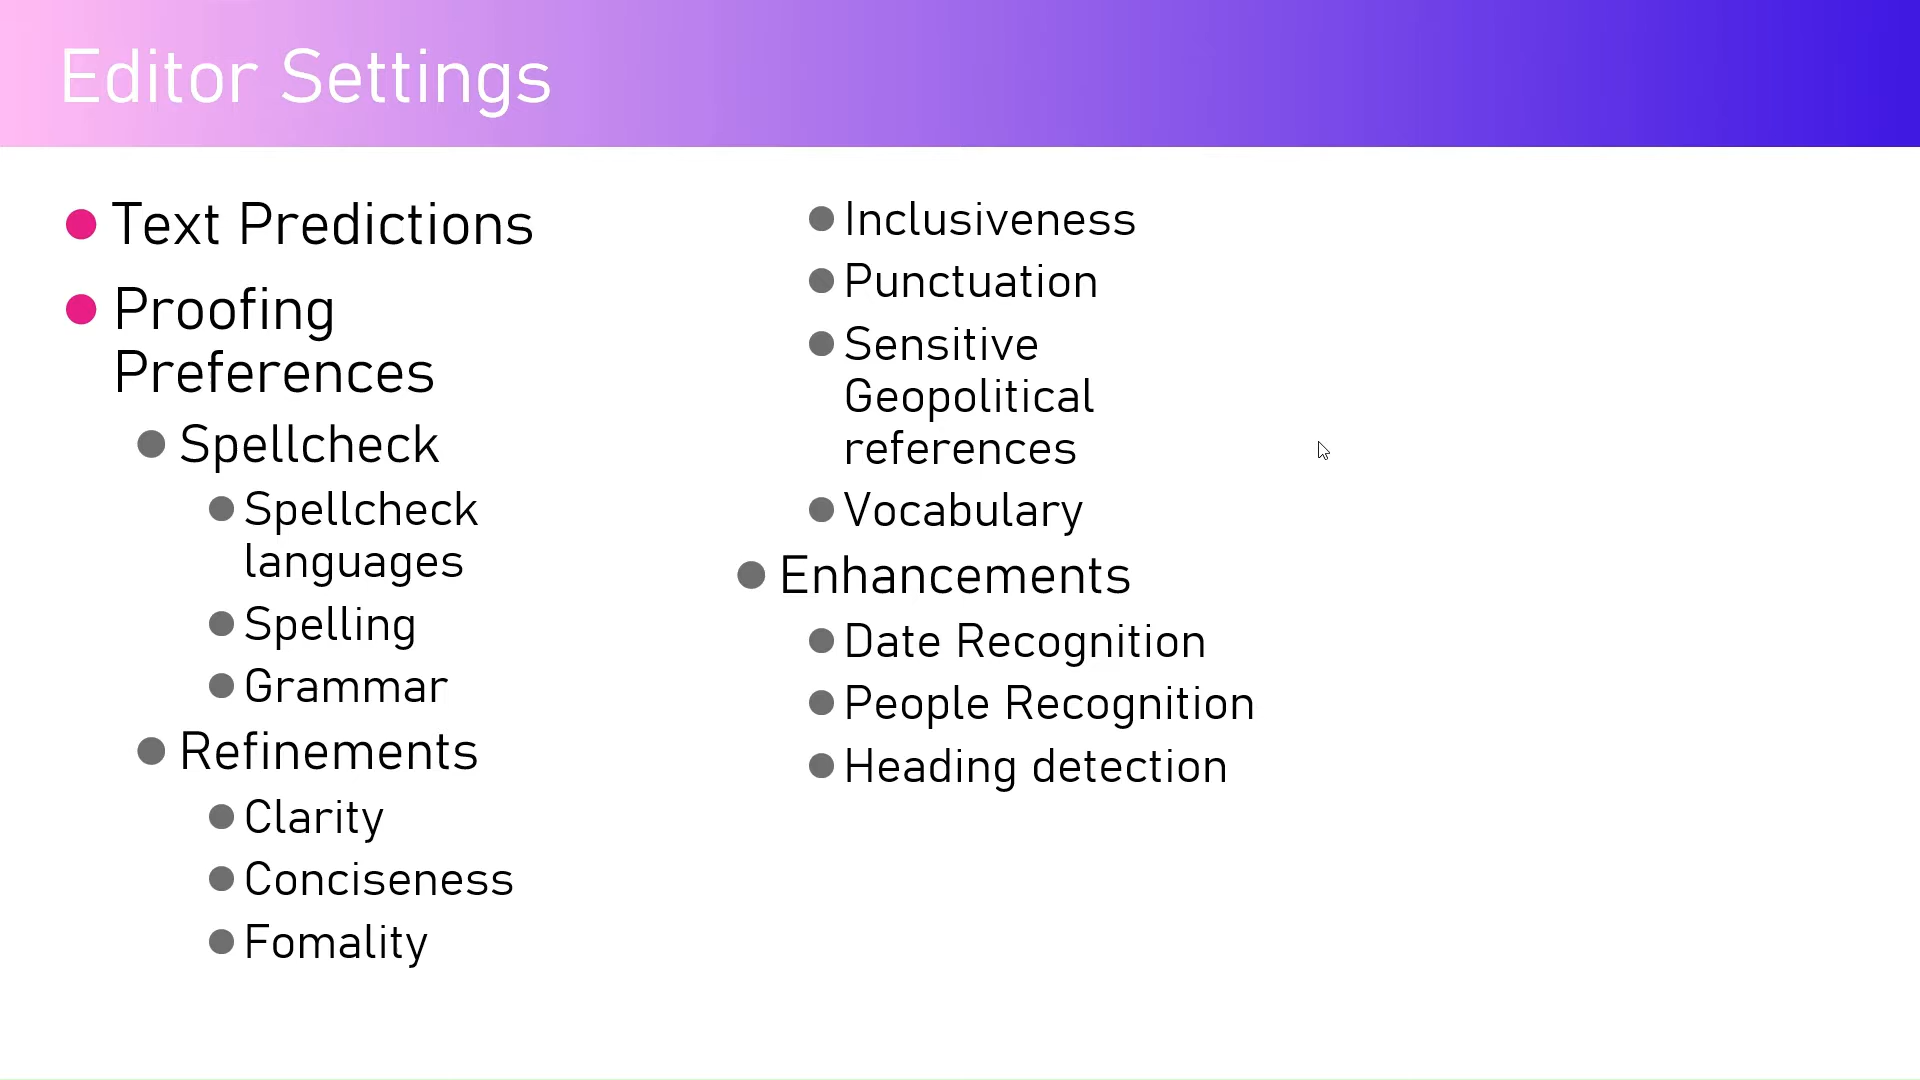 Editor Settings
Text Predictions
Proofing
Preferences
Spellcheck
Spellcheck
languages
Spelling
Grammar
Refinements
Clarity
Conciseness
Fomality
Inclusiveness
Punctuation
Sensitive
Geopolitical
references
Vocabulary
Enhancements
Date Recognition
People Recognition
Heading detection